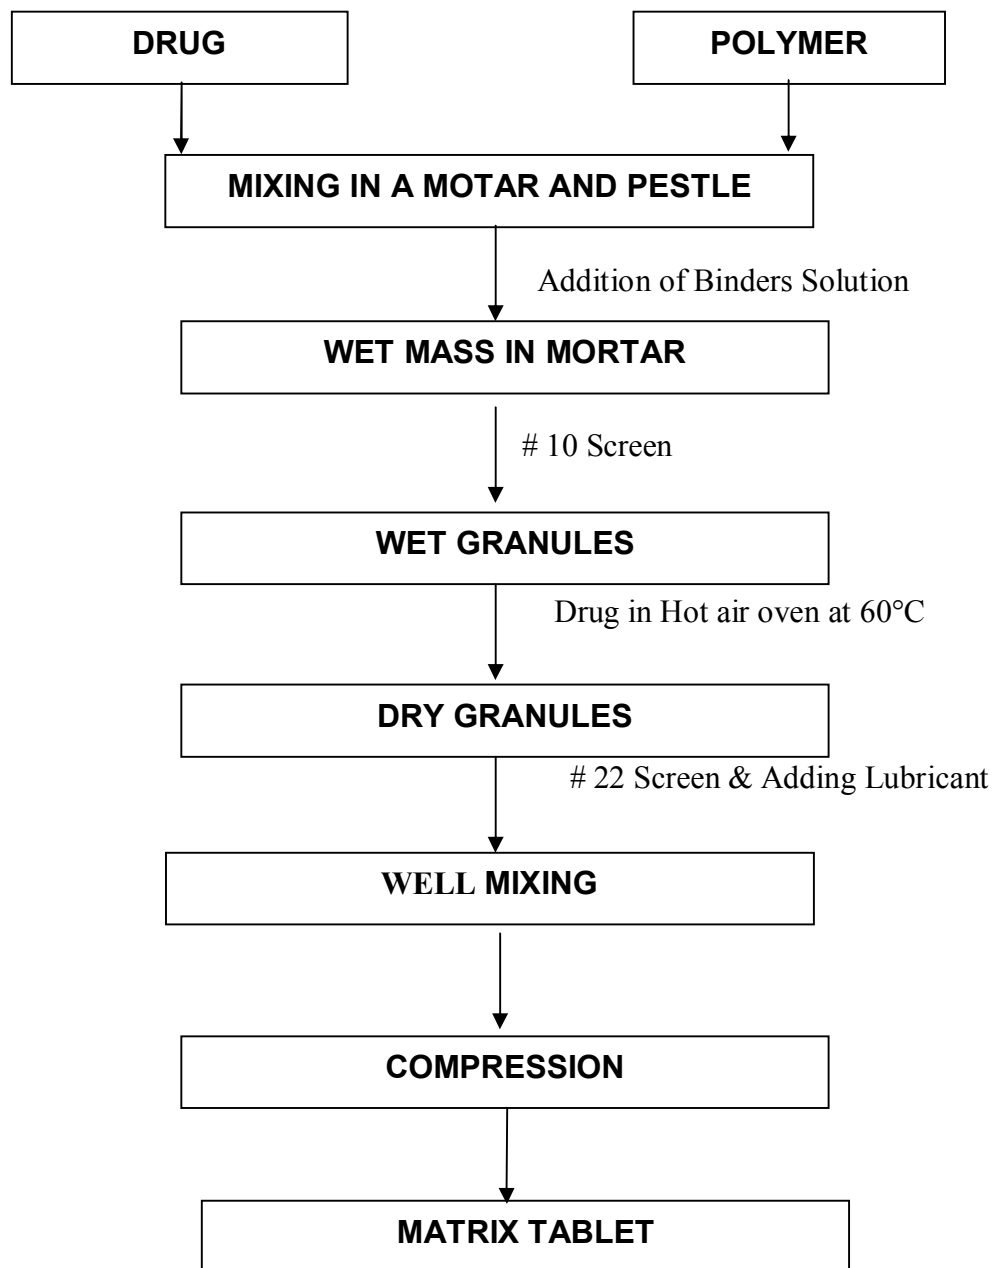 DRUG
POLYMER
MIXING IN A MOTAR AND PESTLE
Addition of Binders Solution
WET MASS IN MORTAR
# 10 Screen
WET GRANULES
Drug in Hot air oven at 60°C
DRY GRANULES
# 22 Screen & Adding Lubricant
WELL MIXING
COMPRESSION
MATRIX TABLET